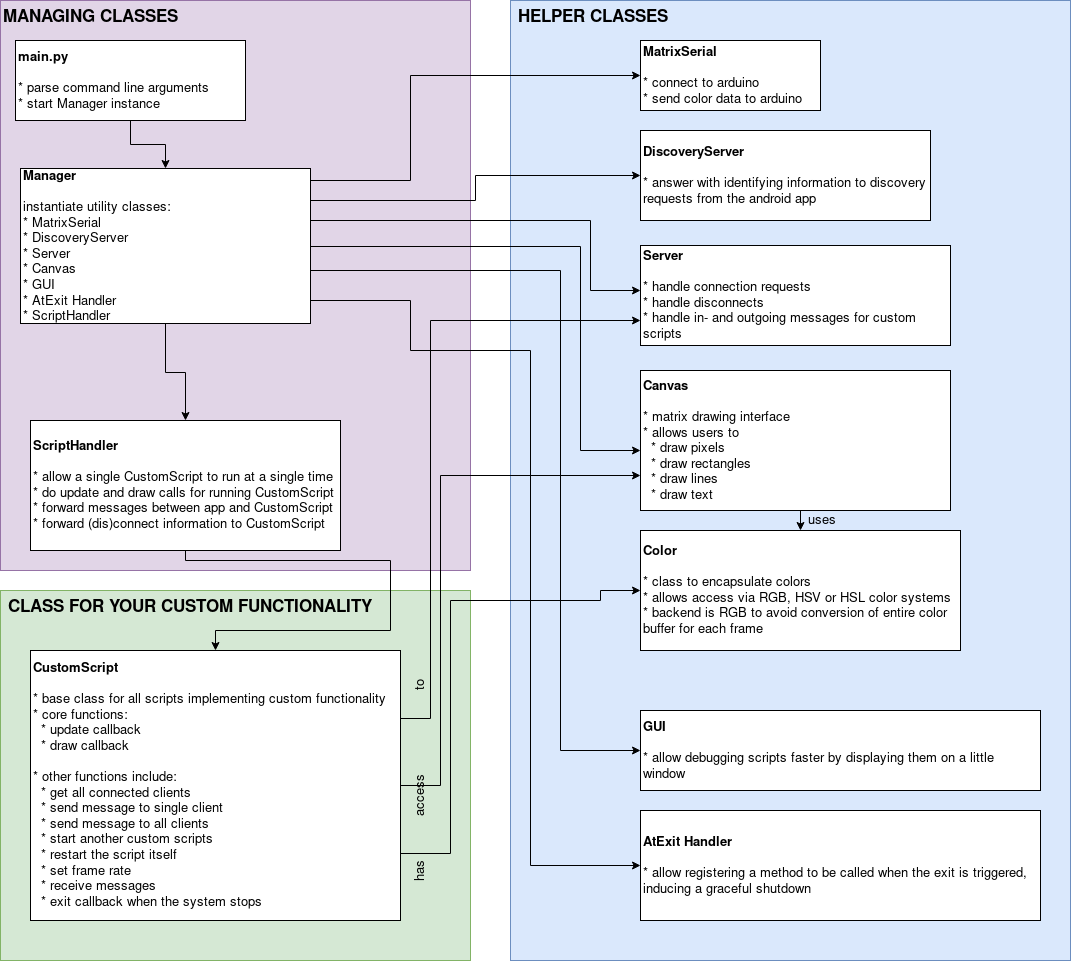 MANAGING CLASSES
main.py
* parse command line arguments
* start Manager instance
Manager
instantiate utility classes:
* MatrixSerial
* DiscoveryServer
* Server
* Canvas
* GUI
* AtExit Handler
* ScriptHandler
ScriptHandler
* allow a single CustomScript to run at a single time
* do update and draw calls for running CustomScript
* forward messages between app and CustomScript
* forward (dis)connect information to CustomScript
CLASS FOR YOUR CUSTOM FUNCTIONALITY
CustomScript
* base class for all scripts implementing custom functionality
* core functions:
* update callback
* draw callback
* other functions include:
* get all connected clients
* send message to single client
* send message to all clients
* start another custom scripts
* restart the script itself
* set frame rate
* receive messages
* exit callback when the system stops
has access to
HELPER CLASSES
MatrixSerial
* connect to arduino
* send color data to arduino
DiscoveryServer
* answer with identifying information to discovery
requests from the android app
Server
* handle connection requests
* handle disconnects
* handle in- and outgoing messages for custom
scripts
Canvas
* matrix drawing interface
* allows users to
* draw pixels
* draw rectangles
* draw lines
* draw text
uses
Color
* class to encapsulate colors
* allows access via RGB, HSV or HSL color systems
* backend is RGB to avoid conversion of entire color
buffer for each frame
GUI
* allow debugging scripts faster by displaying them on a little
window
AtExit Handler
* allow registering a method to be called when the exit is triggered,
inducing a graceful shutdown